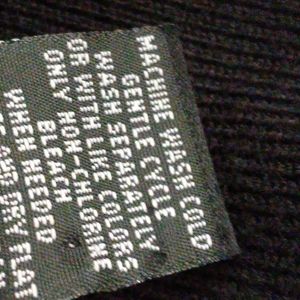 MACHINE WASH COLD
GENTLE CYCLE
WASH SEPARATELY
OR WITH LIKE COLORS
ONLY NON-CHLORINE
BLEACH
WHEN NEEDED
DRY FLAT